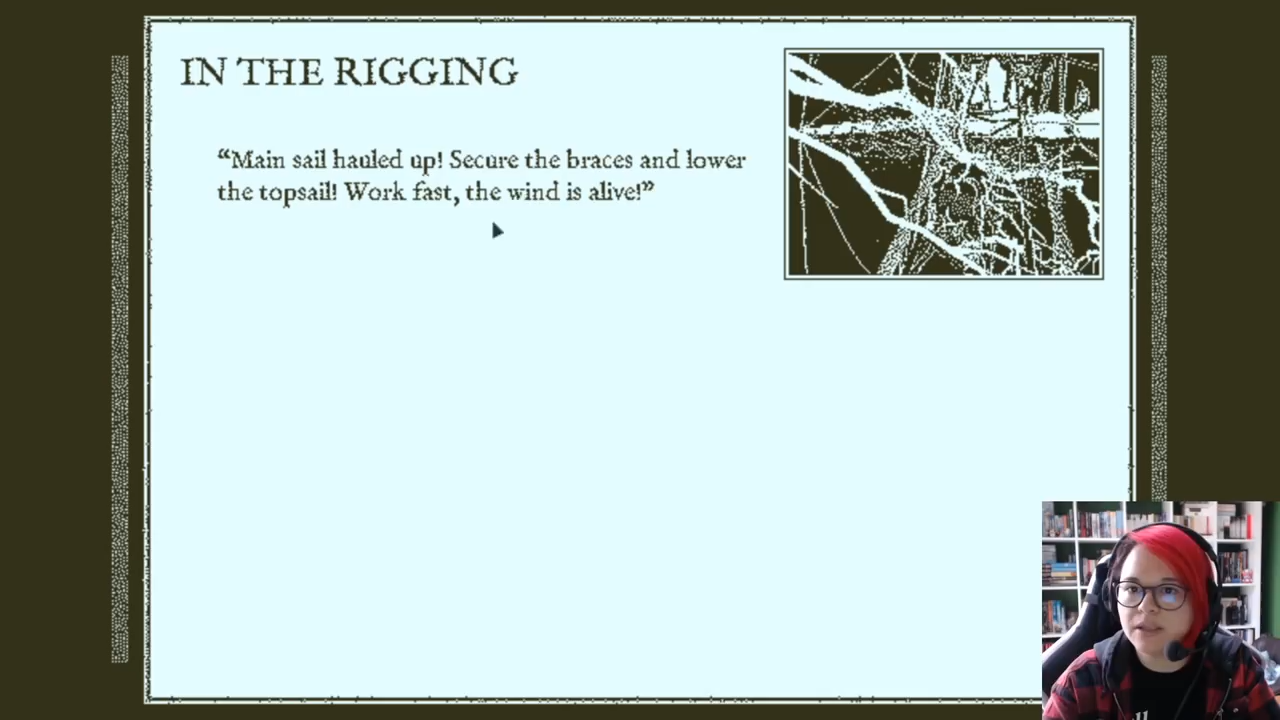 IN THE RIGGING
“Main sail hauled up! Secure the braces and lower
the topsail! Work fast, the wind is alive!”